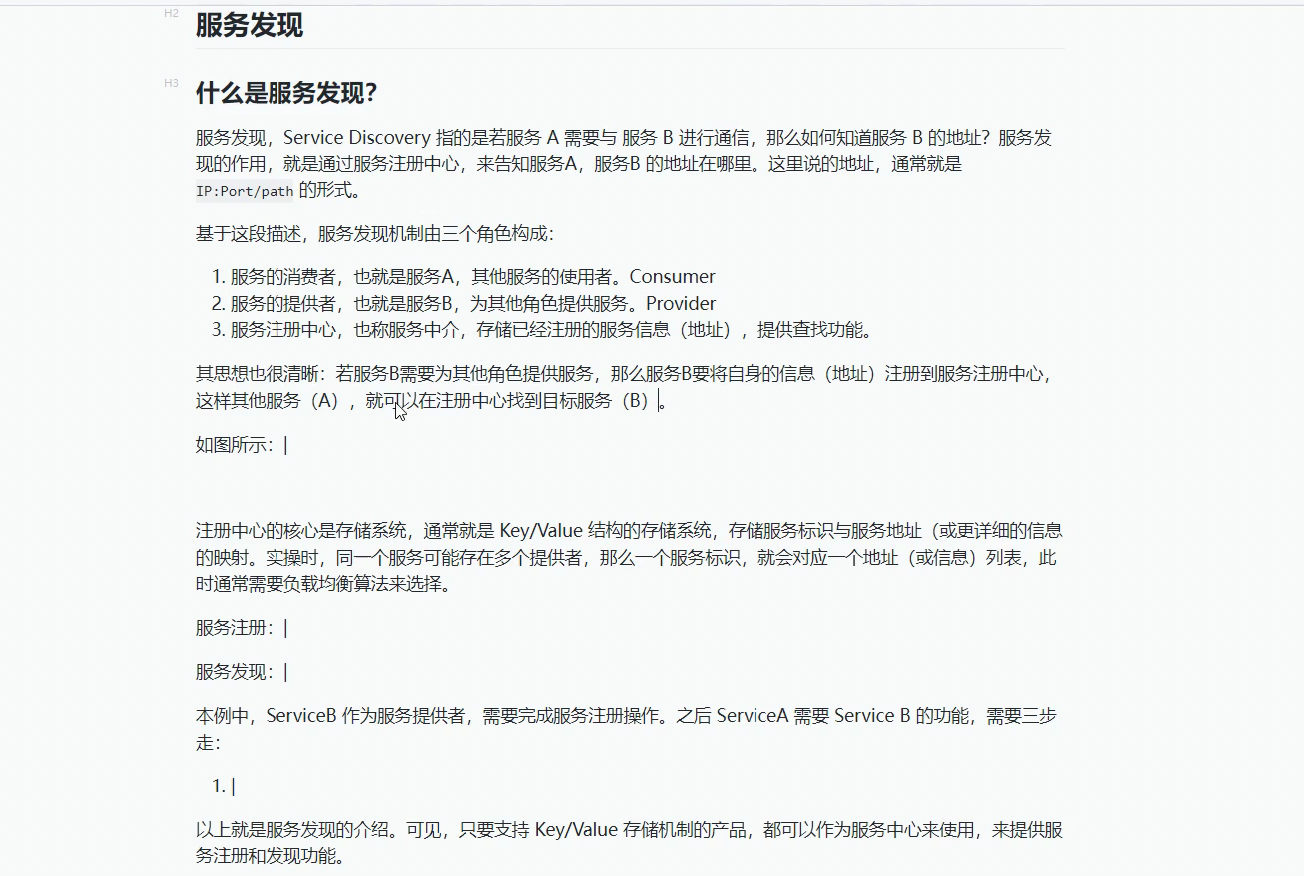 H2
服务发现
H3
什么是服务发现？
服务发现，Service Discovery 指的是若服务 A 需要与 服务 B 进行通信，那么如何知道服务 B 的地址？服务发
现的作用，就是通过服务注册中心，来告知服务A，服务B 的地址在哪里。这里说的地址，通常就是
IP:Port/path 的形式。
基于这段描述，服务发现机制由三个角色构成：
1. 服务的消费者，也就是服务A，其他服务的使用者。Consumer
2. 服务的提供者，也就是服务B，为其他角色提供服务。Provider
3. 服务注册中心，也称服务中介，存储已经注册的服务信息（地址），提供查找功能。
其思想也很清晰：若服务B需要为其他角色提供服务，那么服务B要将自身的信息（地址）注册到服务注册中心，
这样其他服务（A），就可以在注册中心找到目标服务（B）。
如图所示：|
注册中心的核心是存储系统，通常就是 Key/Value 结构的存储系统，存储服务标识与服务地址（或更详细的信息
的映射。实操时，同一个服务可能存在多个提供者，那么一个服务标识，就会对应一个地址（或信息）列表，此
时通常需要负载均衡算法来选择。
服务注册：|
服务发现：|
本例中，ServiceB 作为服务提供者，需要完成服务注册操作。之后 ServiceA 需要 Service B 的功能，需要三步
走：
1. |
以上就是服务发现的介绍。可见，只要支持 Key/Value 存储机制的产品，都可以作为服务中心来使用，来提供服
务注册和发现功能。